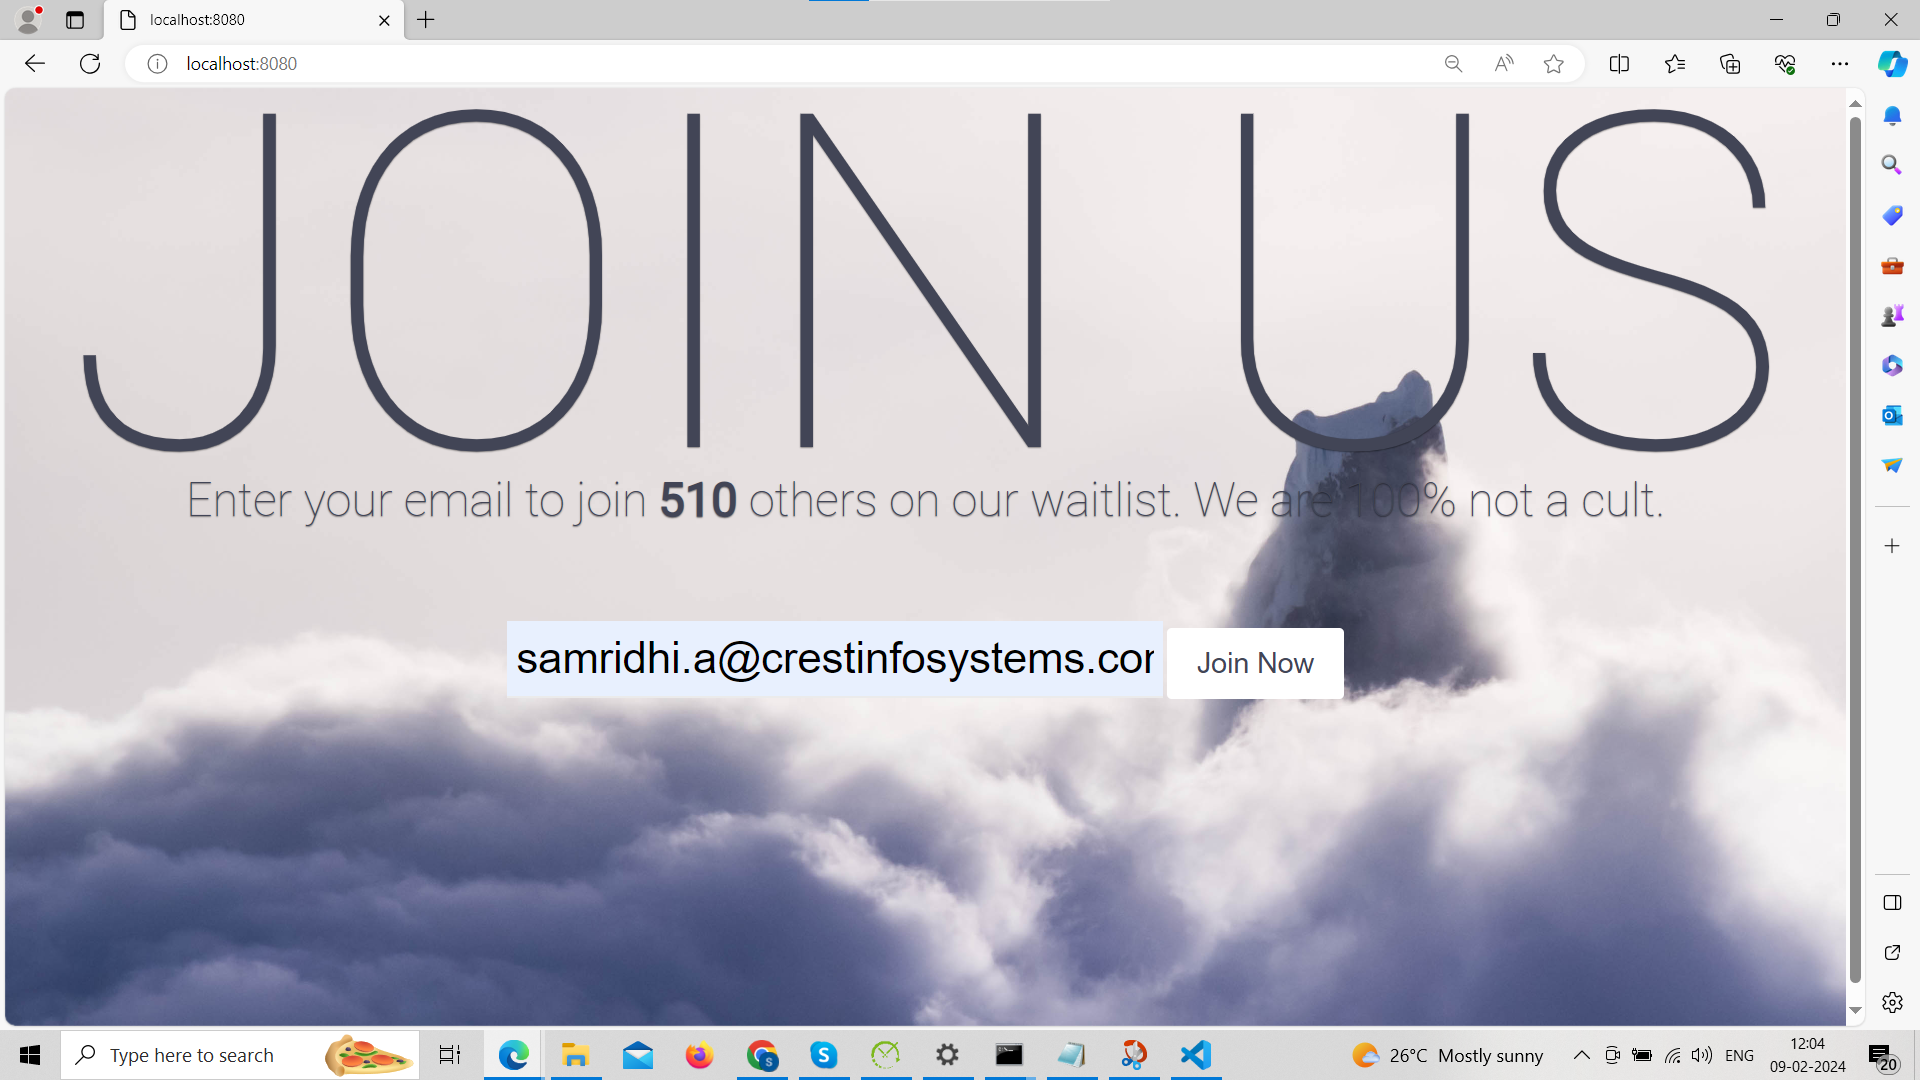 localhost:8080
localhost:8080
JOIN US
Enter your email to join 510 others on our waitlist. We are 100% not a cult.
samridhi.a@crestinfosystems.cor
Join Now
Type here to search
26°C Mostly sunny
ENG
12:04
09-02-2024
20